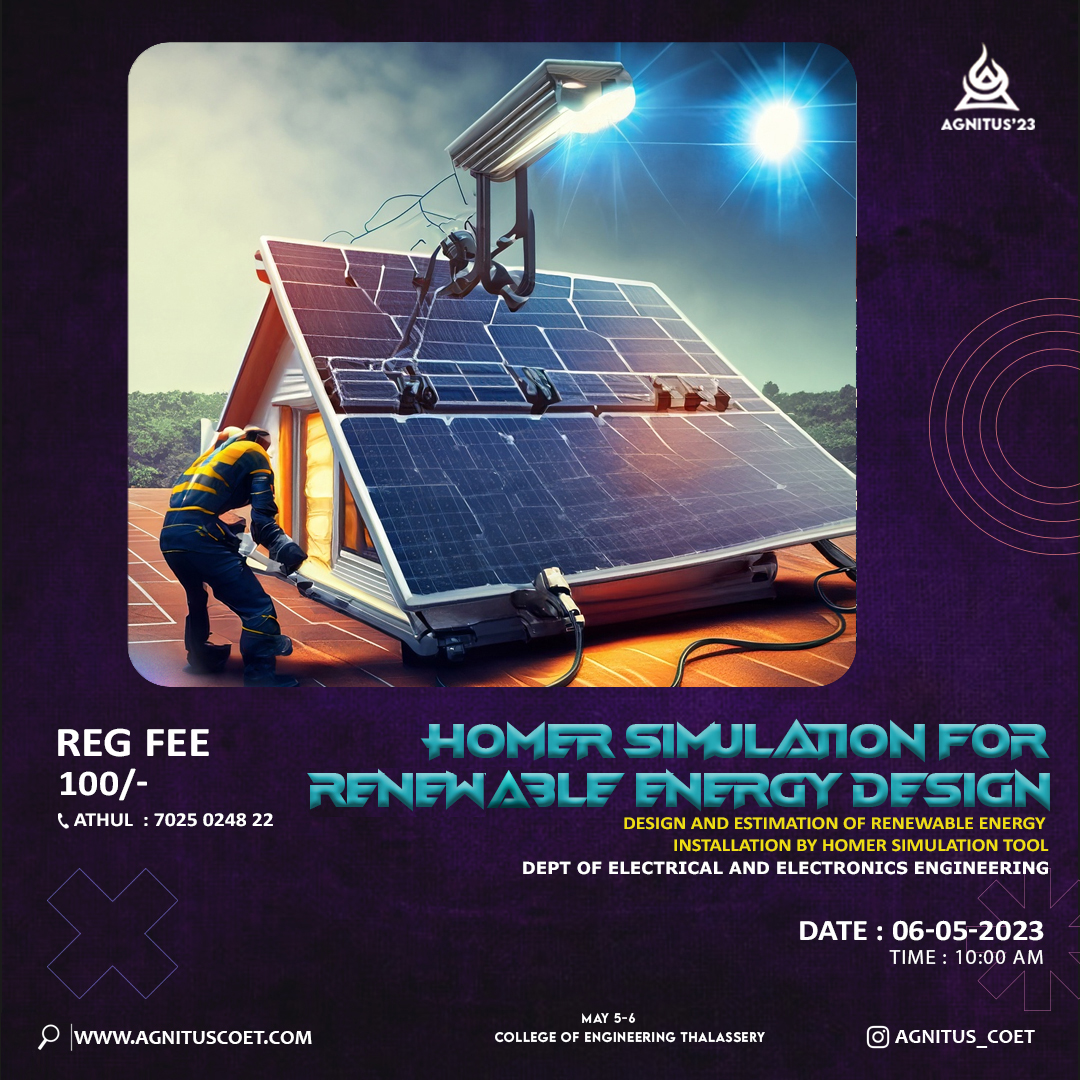 AGNITUS'23
REG FEE
100/-
ATHUL : 7025 0248 22
HOMER SIMULATION FOR
RENEWABLE ENERGY DESIGN
DESIGN AND ESTIMATION OF RENEWABLE ENERGY
INSTALLATION BY HOMER SIMULATION TOOL
DEPT OF ELECTRICAL AND ELECTRONICS ENGINEERING
DATE : 06-05-2023
TIME : 10:00 AM
WWW.AGNITUSCOET.COM
MAY 5-6
COLLEGE OF ENGINEERING THALASSERY
AGNITUS_COET